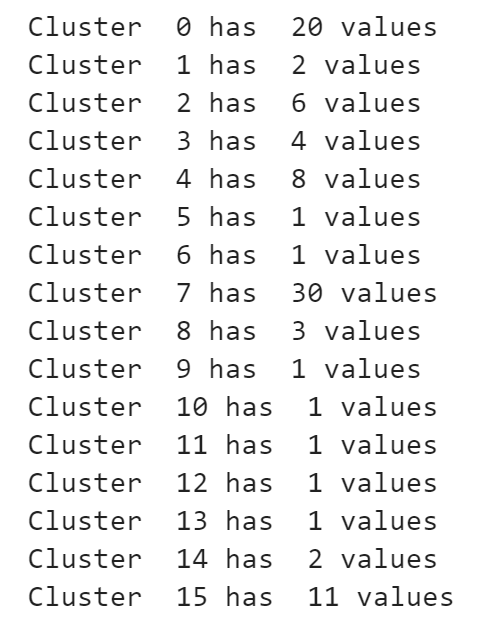 Cluster  0 has  20 values
Cluster  1 has  2 values
Cluster  2 has  6 values
Cluster  3 has  4 values
Cluster  4 has  8 values
Cluster  5 has  1 values
Cluster  6 has  1 values
Cluster  7 has  30 values
Cluster  8 has  3 values
Cluster  9 has  1 values
Cluster  10 has  1 values
Cluster  11 has  1 values
Cluster  12 has  1 values
Cluster  13 has  1 values
Cluster  14 has  2 values
Cluster  15 has  11 values